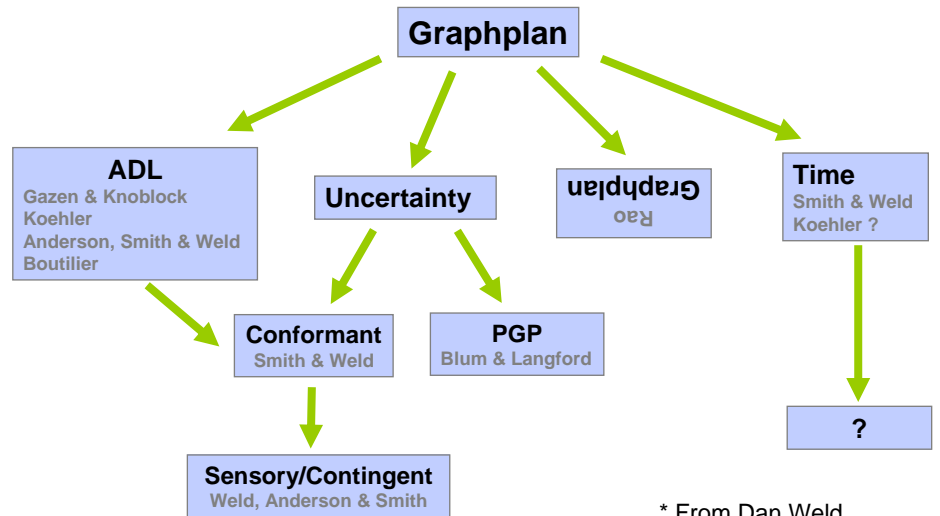 Graphplan
ADL
Gazen & Knoblock
Koehler
Anderson, Smith & Weld
Boutilier
Uncertainty
Graphplan
Rao
Time
Smith & Weld
Koehler ?
Conformant
Smith & Weld
PGP
Blum & Langford
?
Sensory/Contingent
Weld, Anderson & Smith
* From Dan Weld